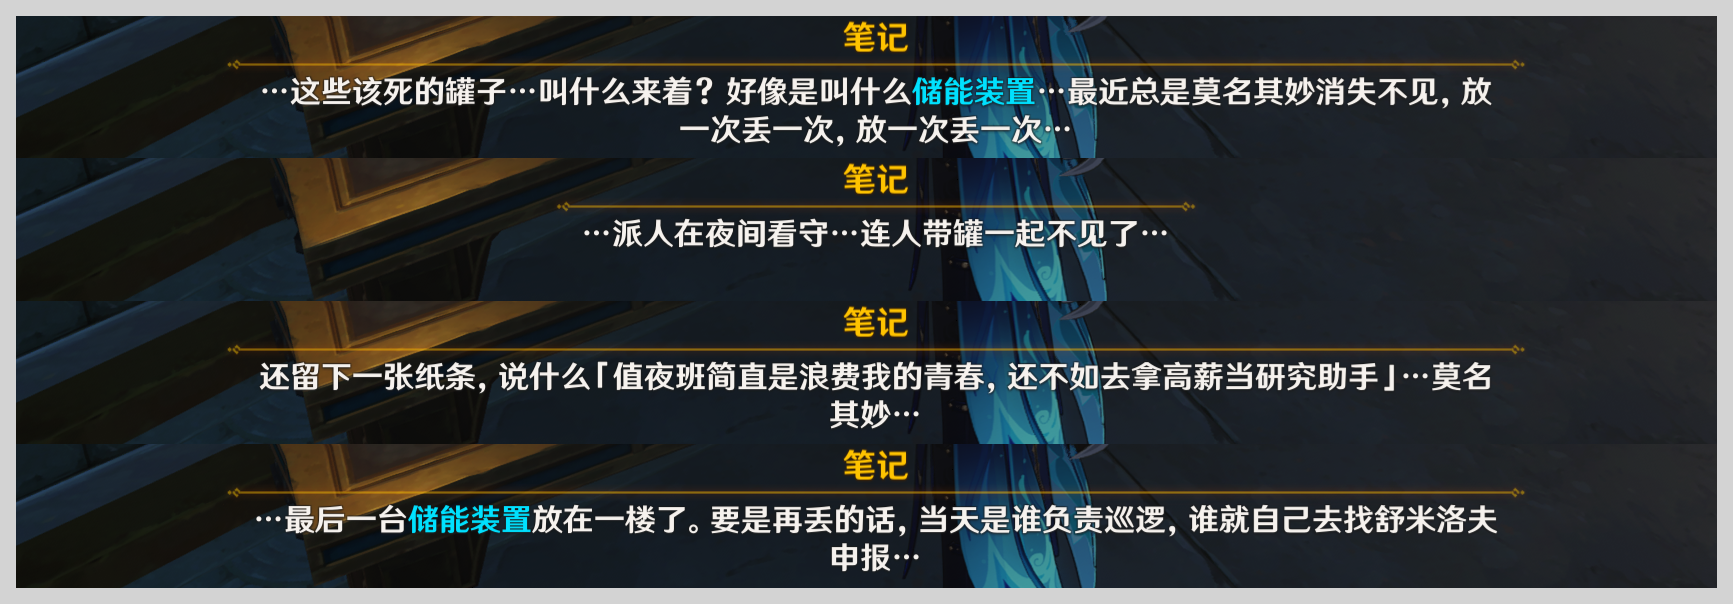 笔记
…这些该死的罐子…叫什么来着？好像是叫什么储能装置…最近总是莫名其妙消失不见，放
一次丢一次，放一次丢一次…
笔记
…派人在夜间看守…连人带罐一起不见了…
笔记
还留下一张纸条，说什么「值夜班简直是浪费我的青春，还不如去拿高薪当研究助手」…莫名
其妙…
笔记
…最后一台储能装置放在一楼了。要是再丢的话，当天是谁负责巡逻，谁就自己去找舒米洛夫
申报…